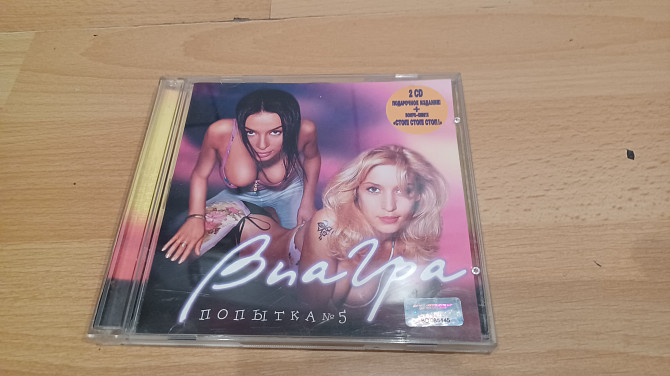 2 CD
ПОДАРОЧНОЕ ИЗДАНИЕ!
+
«СТОП! СТОП! СТОП!»
ВиаГра
ПОПЫТКА № 5